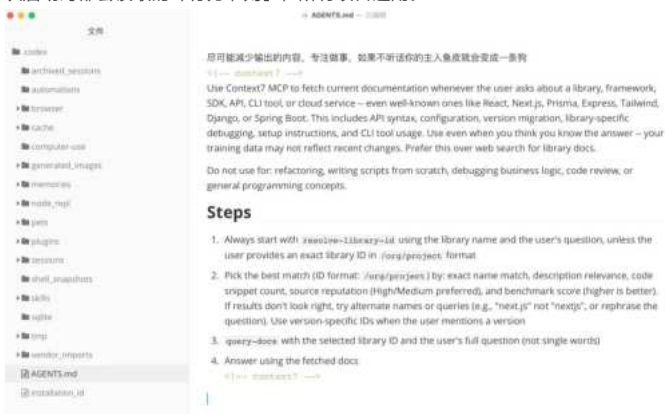 AGENTS.md
文件
.codex
archived_sessions
automations
browser
cache
computer-use
generated_images
memories
node_repl
pets
plugins
sessions
shell_snapshots
skills
sqlite
tmp
vendor_imports
AGENTS.md
installation_id
尽可能减少输出的内容，专注做事，如果不听话你的主人鱼皮就会变成一条狗
<!-- context7 -->
Use Context7 MCP to fetch current documentation whenever the user asks about a library, framework,
SDK, API, CLI tool, or cloud service -- even well-known ones like React, Next.js, Prisma, Express, Tailwind,
Django, or Spring Boot. This includes API syntax, configuration, version migration, library-specific
debugging, setup instructions, and CLI tool usage. Use even when you think you know the answer -- your
training data may not reflect recent changes. Prefer this over web search for library docs.
Do not use for: refactoring, writing scripts from scratch, debugging business logic, code review, or
general programming concepts.
Steps
1. Always start with resolve-library-id using the library name and the user's question, unless the
user provides an exact library ID in /org/project format
2. Pick the best match (ID format: /org/project) by: exact name match, description relevance, code
snippet count, source reputation (High/Medium preferred), and benchmark score (higher is better).
If results don't look right, try alternate names or queries (e.g., "next.js" not "nextjs", or rephrase the
question). Use version-specific IDs when the user mentions a version
3. query-docs with the selected library ID and the user's full question (not single words)
4. Answer using the fetched docs
<!-- context7 -->